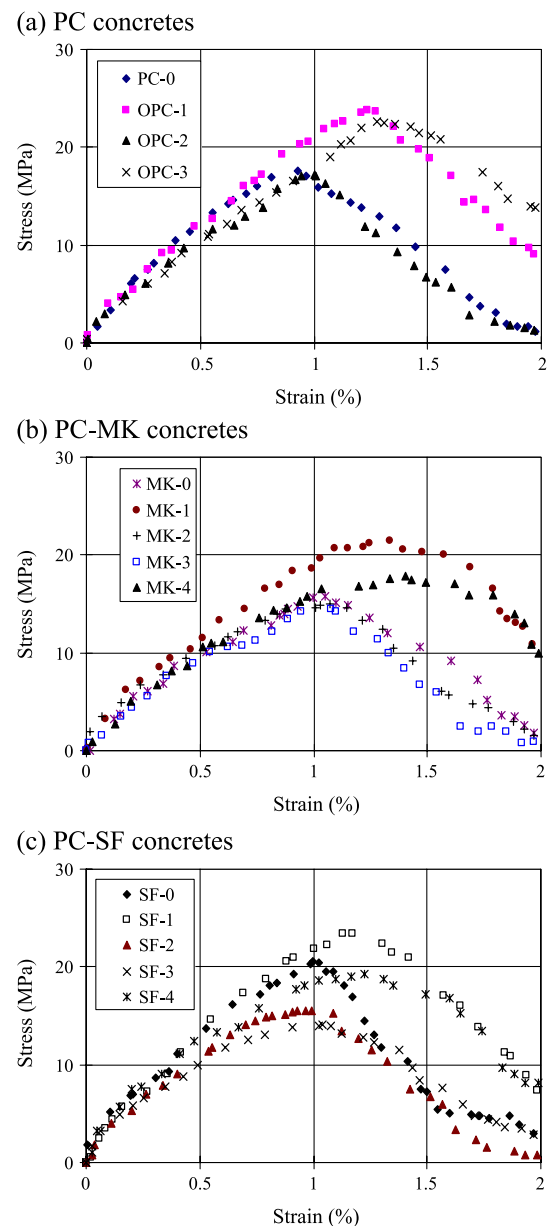 (a) PC concretes
30
20
10
0
Stress (MPa)
PC-0
OPC-1
OPC-2
OPC-3
0 0.5 1 1.5 2
Strain (%)
(b) PC-MK concretes
30
20
10
0
Stress (MPa)
MK-0
MK-1
MK-2
MK-3
MK-4
0 0.5 1 1.5 2
Strain (%)
(c) PC-SF concretes
30
20
10
0
Stress (MPa)
SF-0
SF-1
SF-2
SF-3
SF-4
0 0.5 1 1.5 2
Strain (%)